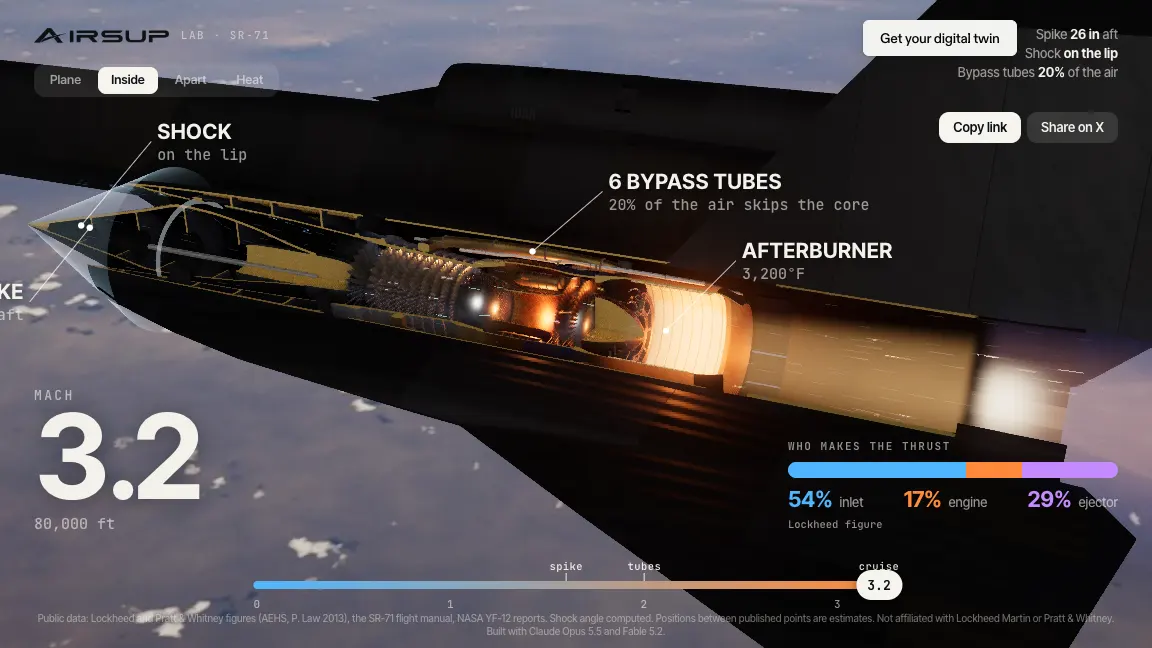 AIRSUP LAB · SR-71
Get your digital twin
Spike 26 in aft
Shock on the lip
Bypass tubes 20% of the air
Plane Inside Apart Heat
Copy link Share on X
SHOCK
on the lip
6 BYPASS TUBES
20% of the air skips the core
AFTERBURNER
3,200°F
KE
aft
MACH
3.2
80,000 ft
WHO MAKES THE THRUST
54% inlet 17% engine 29% ejector
Lockheed figure
spike tubes cruise
3.2
0 1 2 3
Public data: Lockheed and Pratt & Whitney figures (AEHS, P. Law 2013), the SR-71 flight manual, NASA YF-12 reports. Shock angle computed. Positions between published points are estimates. Not affiliated with Lockheed Martin or Pratt & Whitney.
Built with Claude Opus 5.5 and Fable 5.2.